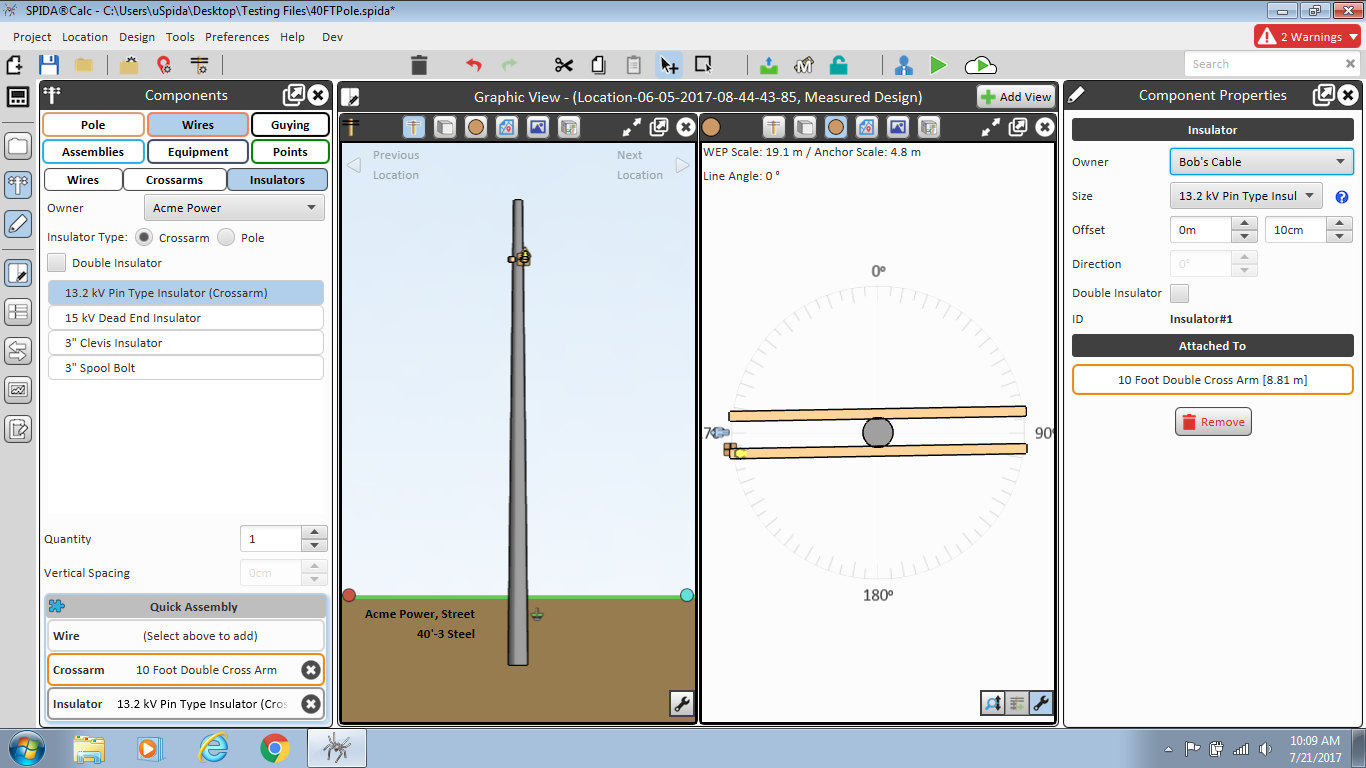 SPIDA®Calc - C:\Users\uSpida\Desktop\Testing Files\40FTPole.spida*
Project Location Design Tools Preferences Help Dev
2 Warnings
Search
Components
Pole Wires Guying
Assemblies Equipment Points
Wires Crossarms Insulators
Owner Acme Power
Insulator Type: Crossarm Pole
Double Insulator
13.2 kV Pin Type Insulator (Crossarm)
15 kV Dead End Insulator
3" Clevis Insulator
3" Spool Bolt
Quantity 1
Vertical Spacing 0cm
Quick Assembly
Wire (Select above to add)
Crossarm 10 Foot Double Cross Arm
Insulator 13.2 kV Pin Type Insulator (Cros
Graphic View - (Location-06-05-2017-08-44-43-85, Measured Design)
Add View
Previous
Location
Next
Location
Acme Power, Street
40'-3 Steel
WEP Scale: 19.1 m / Anchor Scale: 4.8 m
Line Angle: 0 °
0º
90º
180º
Component Properties
Insulator
Owner Bob's Cable
Size 13.2 kV Pin Type Insul
Offset 0m 10cm
Direction 0°
Double Insulator
ID Insulator#1
Attached To
10 Foot Double Cross Arm [8.81 m]
Remove
10:09 AM
7/21/2017